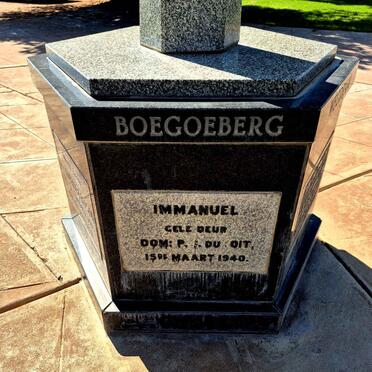 BOEGOEBERG
IMMANUEL
GELE DEUR
DOM: P. J. DU OIT.
15DE MAART 1940.